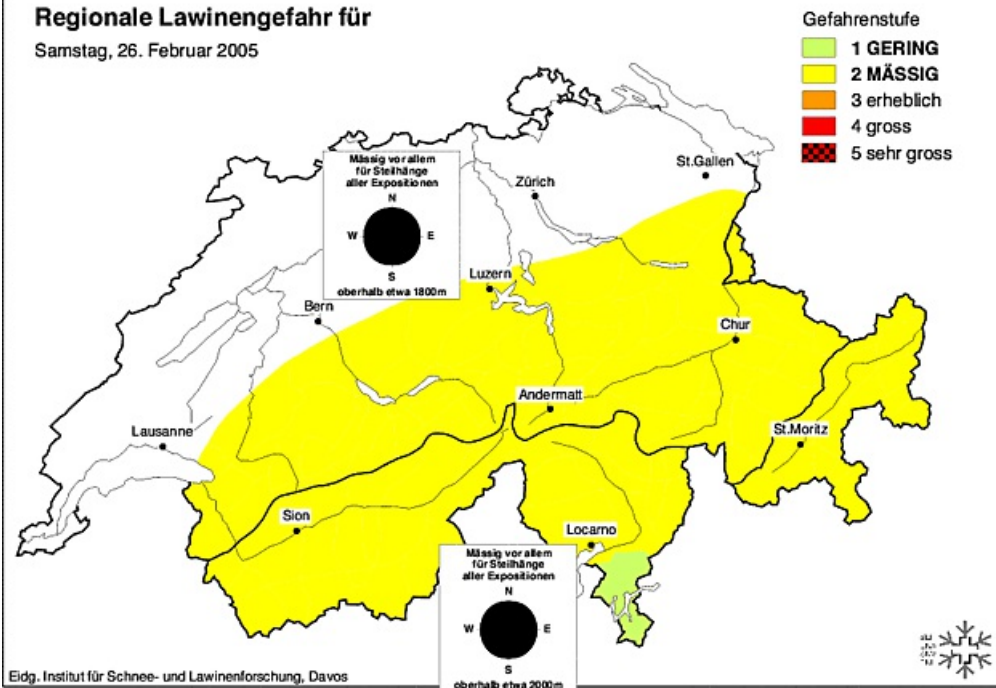 Regionale Lawinengefahr für
Samstag, 26. Februar 2005
Gefahrenstufe
1 GERING
2 MÄSSIG
3 erheblich
4 gross
5 sehr gross
Mässig vor allem
für Steilhänge
aller Expositionen
N
W E
S
oberhalb etwa 1800m
St.Gallen
Zürich
Luzern
Bern
Chur
Andermatt
Lausanne
St.Moritz
Sion
Locarno
Mässig vor allem
für Steilhänge
aller Expositionen
N
W E
S
oberhalb etwa 2000m
Eidg. Institut für Schnee- und Lawinenforschung, Davos